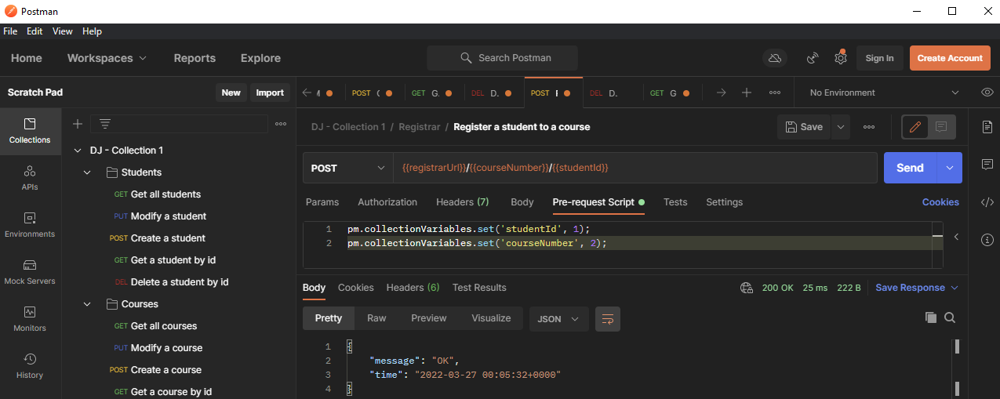 Postman
File Edit View Help
Home Workspaces Reports Explore Search Postman Sign In Create Account
Scratch Pad New Import
POST GET G. DEL D. POST DEL D. GET G No Environment
Collections
APIs
Environments
Mock Servers
Monitors
History
DJ - Collection 1
Students
GET Get all students
PUT Modify a student
POST Create a student
GET Get a student by id
DEL Delete a student by id
Courses
GET Get all courses
PUT Modify a course
POST Create a course
GET Get a course by id
DJ - Collection 1 / Registrar / Register a student to a course Save
POST {{registrarUrl}}/{{courseNumber}}/{{studentId}} Send
Params Authorization Headers (7) Body Pre-request Script Tests Settings Cookies
1 pm.collectionVariables.set('studentId', 1);
2 pm.collectionVariables.set('courseNumber', 2);
Body Cookies Headers (6) Test Results 200 OK 25 ms 222 B Save Response
Pretty Raw Preview Visualize JSON
1 {
2 "message": "OK",
3 "time": "2022-03-27 00:05:32+0000"
4 }